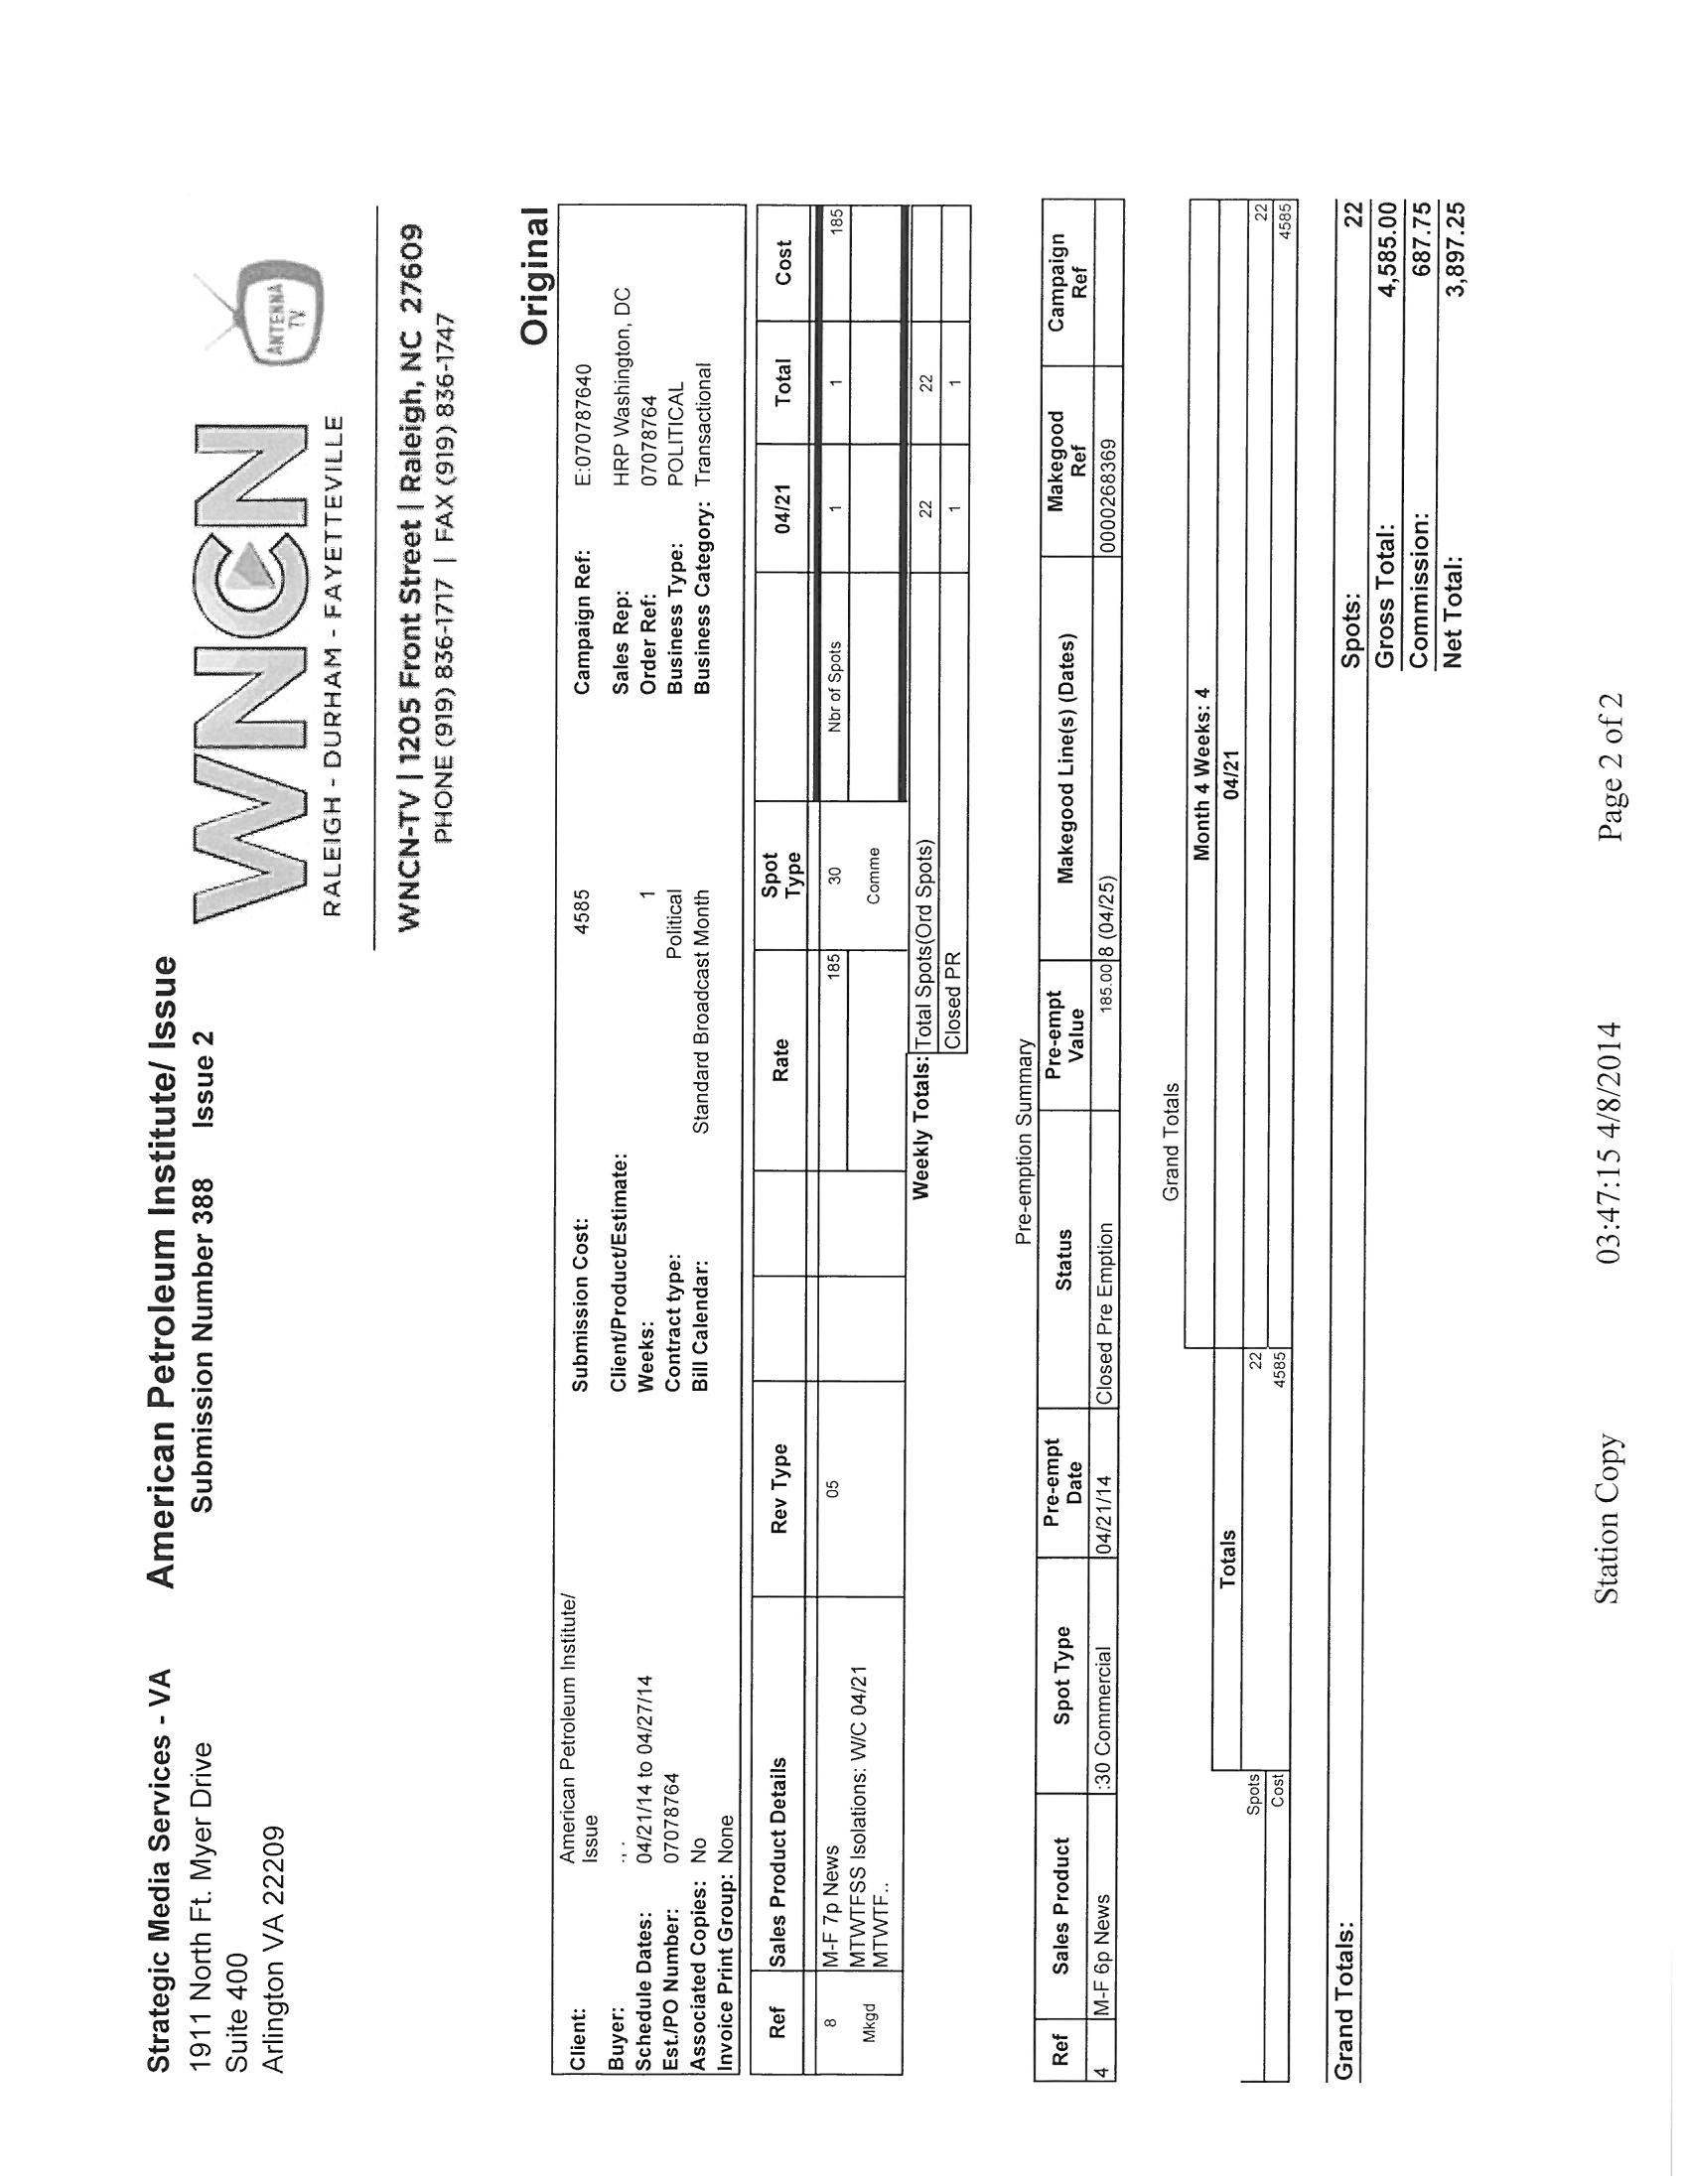 Strategic Media Services - VA
1911 North Ft. Myer Drive
Suite 400
Arlington VA 22209
American Petroleum Institute/ Issue
Submission Number 388 Issue 2
WNCN
RALEIGH - DURHAM - FAYETTEVILLE
ANTENNA
TV
WNCN-TV | 1205 Front Street | Raleigh, NC 27609
PHONE (919) 836-1717 | FAX (919) 836-1747
Original
Client: American Petroleum Institute/ Issue Submission Cost: 4585 Campaign Ref: E:070787640
Buyer: ., . Client/Product/Estimate: Sales Rep: HRP Washington, DC
Schedule Dates: 04/21/14 to 04/27/14 Weeks: 1 Order Ref: 07078764
Est./PO Number: 07078764 Contract type: Political Business Type: POLITICAL
Associated Copies: No Bill Calendar: Standard Broadcast Month Business Category: Transactional
Invoice Print Group: None
Ref Sales Product Details Rev Type Rate Spot Type 04/21 Total Cost
8 M-F 7p News 05 185 30 Nbr of Spots 1 1 185
MTWTFSS Isolations: W/C 04/21
Mkgd MTWTF.. Comme
Weekly Totals: Total Spots(Ord Spots) 22 22
Closed PR 1 1
Pre-emption Summary
Ref Sales Product Spot Type Pre-empt Date Status Pre-empt Value Makegood Line(s) (Dates) Makegood Ref Campaign Ref
4 M-F 6p News :30 Commercial 04/21/14 Closed Pre Emption 185.00 8 (04/25) 0000268369
Grand Totals
Month 4 Weeks: 4
Totals 04/21
Spots 22 22
Cost 4585 4585
Grand Totals: Spots: 22
Gross Total: 4,585.00
Commission: 687.75
Net Total: 3,897.25
Station Copy 03:47:15 4/8/2014 Page 2 of 2